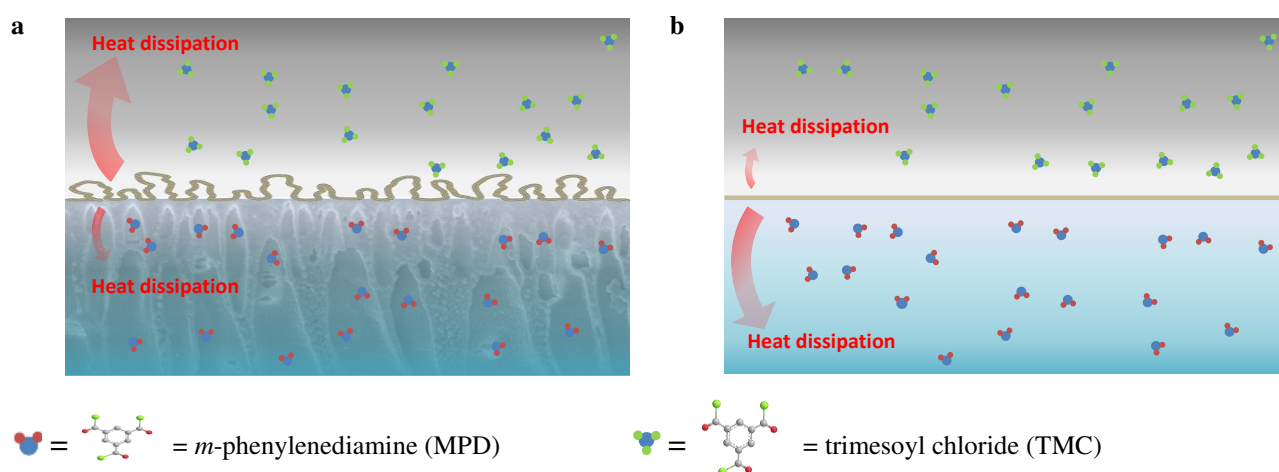 a
Heat dissipation
Heat dissipation
b
Heat dissipation
Heat dissipation
= = m-phenylenediamine (MPD)
= = trimesoyl chloride (TMC)